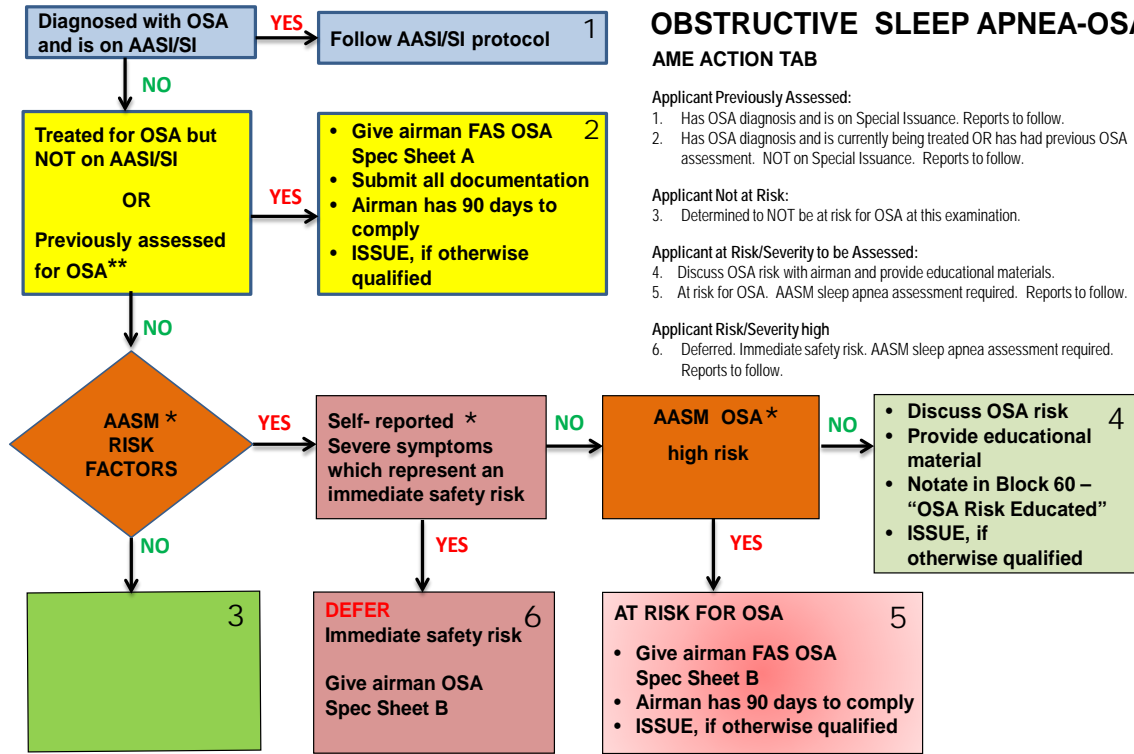 Diagnosed with OSA
and is on AASI/SI
YES
Follow AASI/SI protocol
1
NO
Treated for OSA but
NOT on AASI/SI
OR
Previously assessed
for OSA**
YES
• Give airman FAS OSA
Spec Sheet A
• Submit all documentation
• Airman has 90 days to
comply
• ISSUE, if otherwise
qualified
2
NO
OBSTRUCTIVE SLEEP APNEA-OSA
AME ACTION TAB
Applicant Previously Assessed:
1. Has OSA diagnosis and is on Special Issuance. Reports to follow.
2. Has OSA diagnosis and is currently being treated OR has had previous OSA
assessment. NOT on Special Issuance. Reports to follow.
Applicant Not at Risk:
3. Determined to NOT be at risk for OSA at this examination.
Applicant at Risk/Severity to be Assessed:
4. Discuss OSA risk with airman and provide educational materials.
5. At risk for OSA. AASM sleep apnea assessment required. Reports to follow.
Applicant Risk/Severity high
6. Deferred. Immediate safety risk. AASM sleep apnea assessment required.
Reports to follow.
AASM *
RISK
FACTORS
YES
Self- reported *
Severe symptoms
which represent an
immediate safety risk
NO
AASM OSA*
high risk
NO
• Discuss OSA risk
• Provide educational
material
• Notate in Block 60 –
“OSA Risk Educated”
• ISSUE, if
otherwise qualified
4
NO
YES
YES
3
DEFER
Immediate safety risk
Give airman OSA
Spec Sheet B
6
AT RISK FOR OSA
• Give airman FAS OSA
Spec Sheet B
• Airman has 90 days to comply
• ISSUE, if otherwise qualified
5